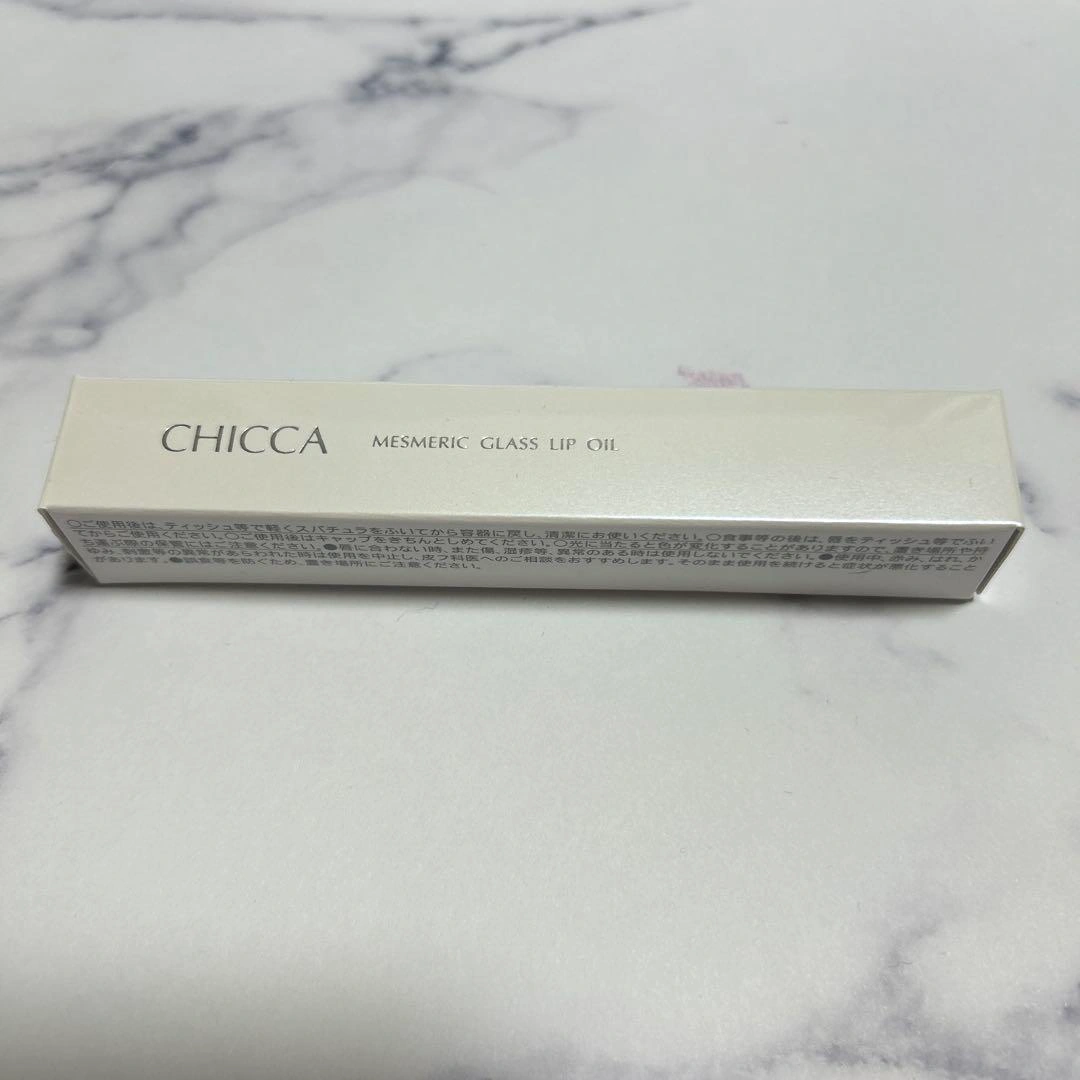 CHICCA MESMERIC GLASS LIP OIL
○ご使用後は、ティッシュ等で軽くスパチュラをふいてから容器に戻し、清潔にお使いください。○食事等の後は、唇をティッシュ等でふい
てからご使用ください。○ご使用後はキャップをきちんとしめてください。○光に当たると色が変化することがありますので、置き場所や持
ち運ぶ際の保管にはご注意ください。●唇に合わない時、また傷、湿疹等、異常のある時は使用しないでください。●使用中、赤み、はれ、か
ゆみ、刺激等の異常があらわれた時は使用を中止し、皮フ科医へのご相談をおすすめします。そのまま使用を続けると症状が悪化すること
があります。●誤食等を防ぐため、置き場所にご注意ください。